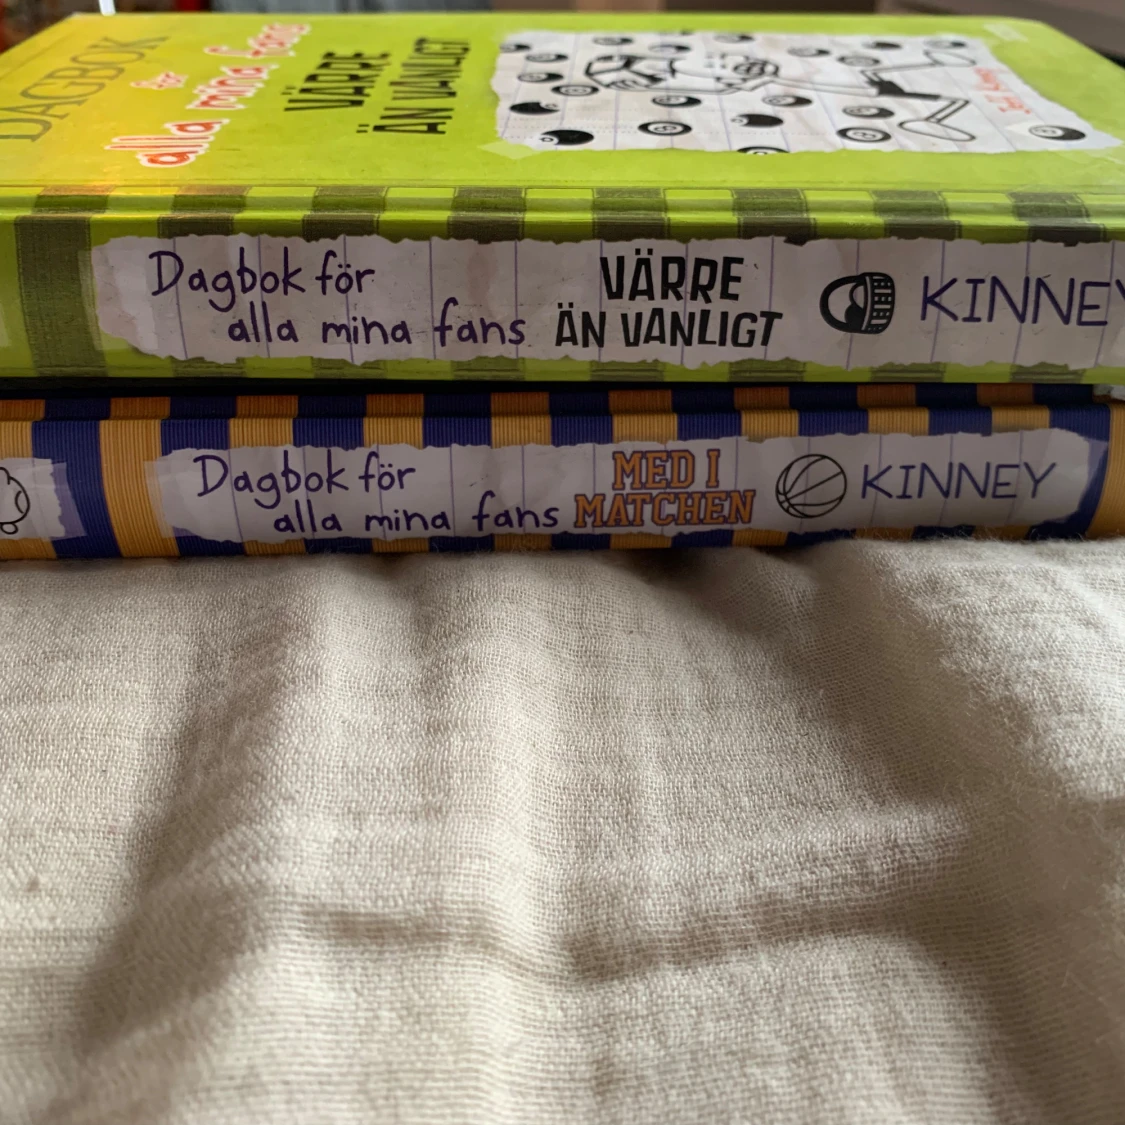 DAGBOK
för
alla mina fans
VÄRRE
ÄN VANLIGT
Dagbok för
alla mina fans
VÄRRE
ÄN VANLIGT
KINNEY
Dagbok för
alla mina fans
MED I
MATCHEN
KINNEY